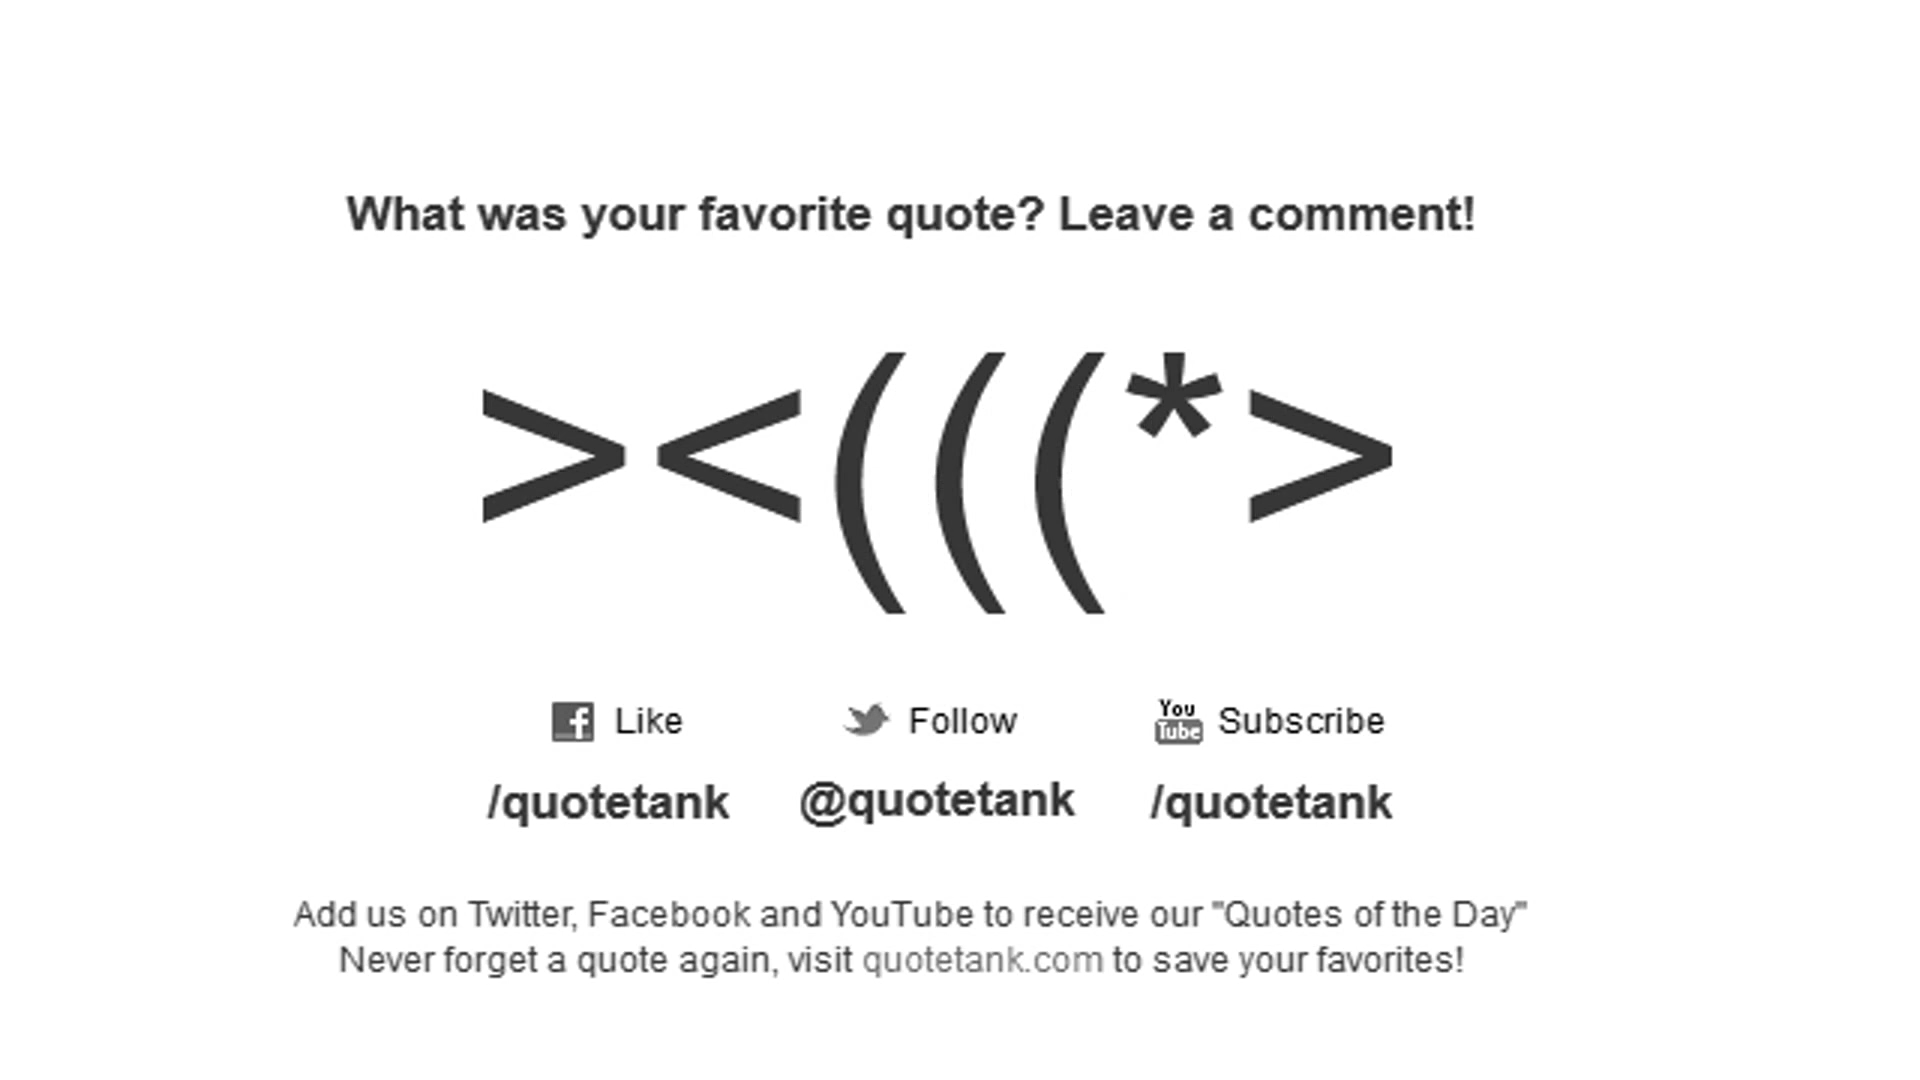 What was your favorite quote? Leave a comment!
><(((*>
f Like Follow You Tube Subscribe
/quotetank @quotetank /quotetank
Add us on Twitter, Facebook and YouTube to receive our "Quotes of the Day"
Never forget a quote again, visit quotetank.com to save your favorites!